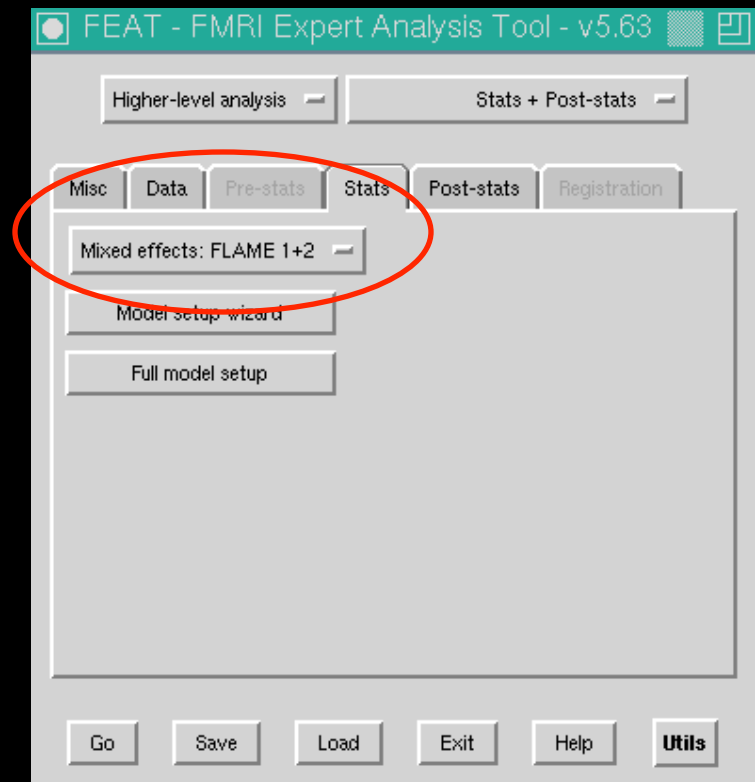 FEAT - FMRI Expert Analysis Tool - v5.63
Higher-level analysis Stats + Post-stats
Misc Data Pre-stats Stats Post-stats Registration
Mixed effects: FLAME 1+2
Model setup wizard
Full model setup
Go Save Load Exit Help Utils